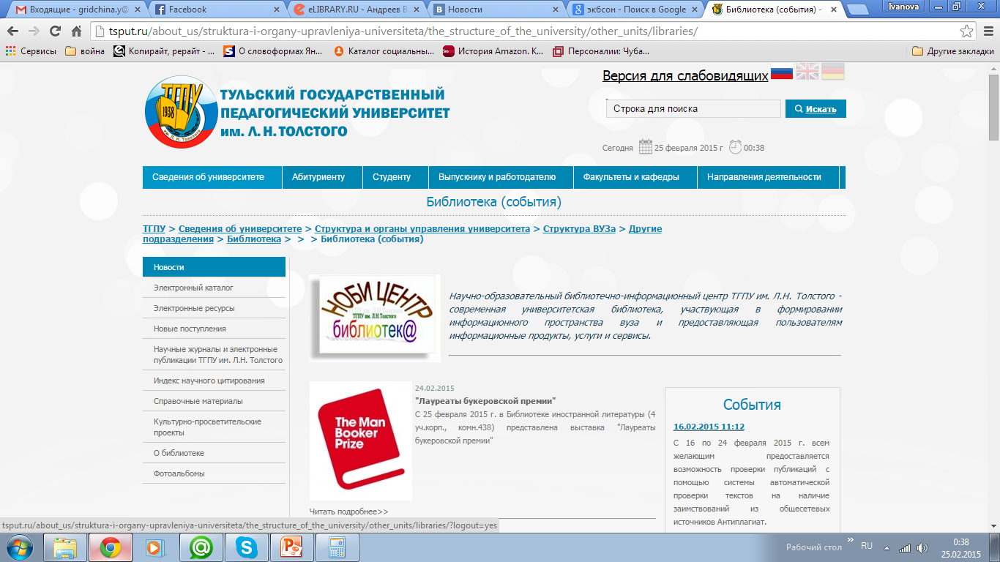 Входящие - gridchina.y@
Facebook
eLIBRARY.RU - Андреев В
Новости
экбсон - Поиск в Google
Библиотека (события) -
Ivanova
tsput.ru/about_us/struktura-i-organy-upravleniya-universiteta/the_structure_of_the_university/other_units/libraries/
Сервисы
война
Копирайт, рерайт - ...
О словоформах Ян...
Каталог социальны...
История Amazon. К...
Персоналии: Чуба...
Другие закладки
ТГПУ
1938
им. Л. Н. Толстого
ТУЛЬСКИЙ ГОСУДАРСТВЕННЫЙ
ПЕДАГОГИЧЕСКИЙ УНИВЕРСИТЕТ
им. Л. Н. ТОЛСТОГО
Версия для слабовидящих
Строка для поиска
Искать
Сегодня 25 февраля 2015 г 00:38
Сведения об университете
Абитуриенту
Студенту
Выпускнику и работодателю
Факультеты и кафедры
Направления деятельности
Библиотека (события)
ТГПУ > Сведения об университете > Структура и органы управления университета > Структура ВУЗа > Другие
подразделения > Библиотека > > > Библиотека (события)
Новости
Электронный каталог
Электронные ресурсы
Новые поступления
Научные журналы и электронные
публикации ТГПУ им. Л.Н. Толстого
Индекс научного цитирования
Справочные материалы
Культурно-просветительские
проекты
О библиотеке
Фотоальбомы
НОБИ ЦЕНТР
ТГПУ им. Л.Н.Толстого
библиотек@
Научно-образовательный библиотечно-информационный центр ТГПУ им. Л.Н. Толстого -
современная университетская библиотека, участвующая в формировании
информационного пространства вуза и предоставляющая пользователям
информационные продукты, услуги и сервисы.
The Man
Booker
Prize
24.02.2015
"Лауреаты букеровской премии"
С 25 февраля 2015 г. в Библиотеке иностранной литературы (4
уч.корп., комн.438) представлена выставка "Лауреаты
букеровской премии"
Читать подробнее>>
События
16.02.2015 11:12
С 16 по 24 февраля 2015 г. всем
желающим предоставляется
возможность проверки публикаций с
помощью системы автоматической
проверки текстов на наличие
заимствований из общесетевых
источников Антиплагиат.
tsput.ru/about_us/struktura-i-organy-upravleniya-universiteta/the_structure_of_the_university/other_units/libraries/?logout=yes
Рабочий стол
RU
0:38
25.02.2015